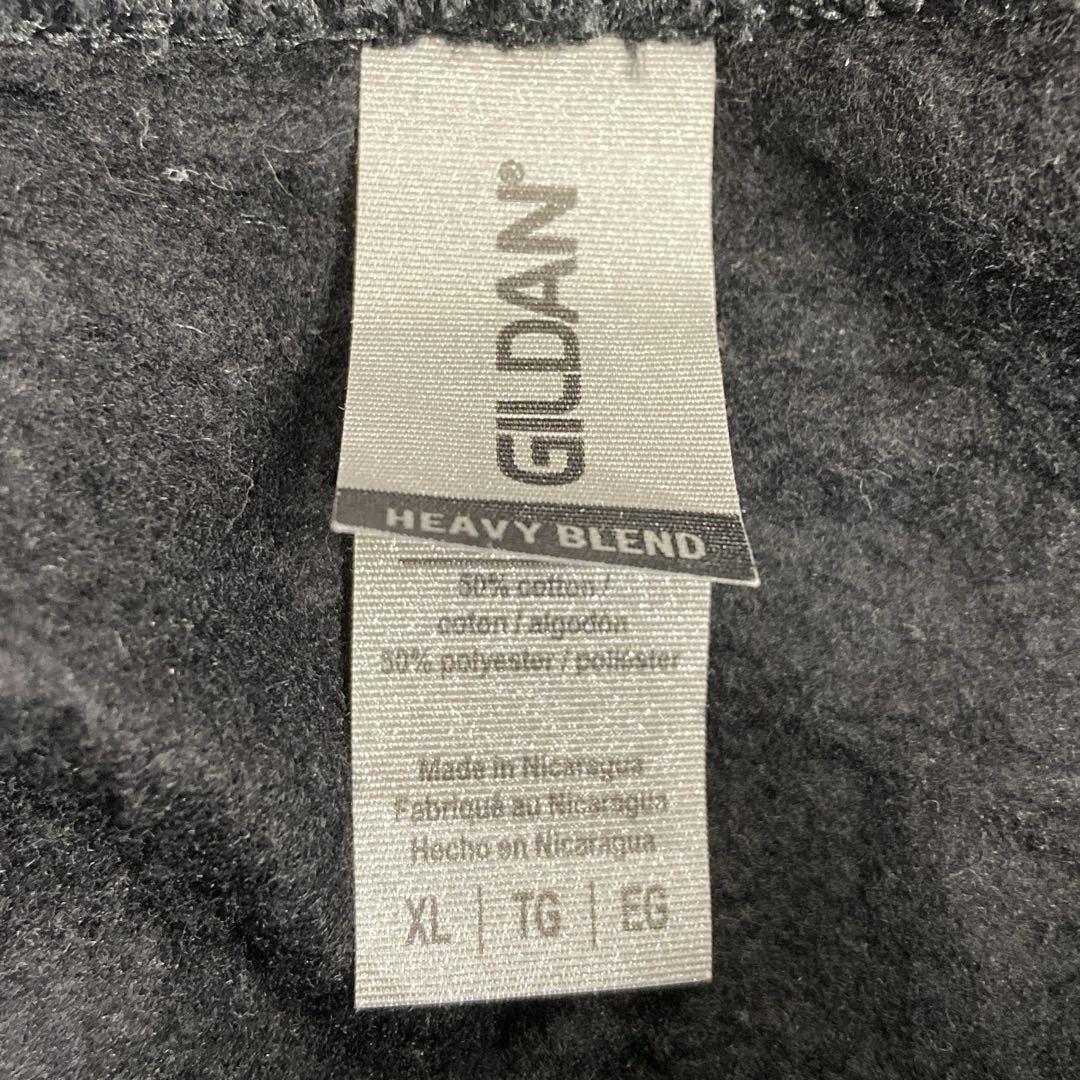 GILDAN®
HEAVY BLEND
50% cotton /
coton / algodón
50% polyester / poliéster
Made in Nicaragua
Fabriqué au Nicaragua
Hecho en Nicaragua
XL | TG | EG